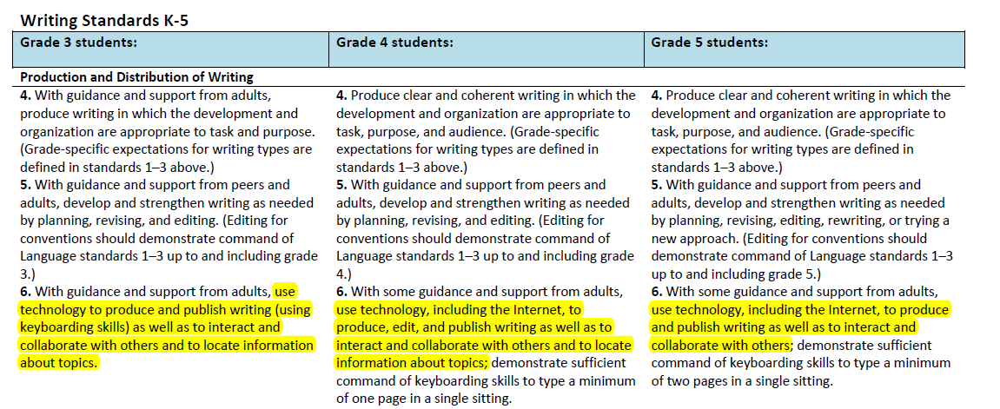 Writing Standards K-5
Grade 3 students:
Grade 4 students:
Grade 5 students:
Production and Distribution of Writing
4. With guidance and support from adults,
produce writing in which the development and
organization are appropriate to task and purpose.
(Grade-specific expectations for writing types are
defined in standards 1–3 above.)
5. With guidance and support from peers and
adults, develop and strengthen writing as needed
by planning, revising, and editing. (Editing for
conventions should demonstrate command of
Language standards 1–3 up to and including grade
3.)
6. With guidance and support from adults, use
technology to produce and publish writing (using
keyboarding skills) as well as to interact and
collaborate with others and to locate information
about topics.
4. Produce clear and coherent writing in which the
development and organization are appropriate to
task, purpose, and audience. (Grade-specific
expectations for writing types are defined in
standards 1–3 above.)
5. With guidance and support from peers and
adults, develop and strengthen writing as needed
by planning, revising, and editing. (Editing for
conventions should demonstrate command of
Language standards 1–3 up to and including grade
4.)
6. With some guidance and support from adults,
use technology, including the Internet, to
produce, edit, and publish writing as well as to
interact and collaborate with others and to locate
information about topics; demonstrate sufficient
command of keyboarding skills to type a minimum
of one page in a single sitting.
4. Produce clear and coherent writing in which the
development and organization are appropriate to
task, purpose, and audience. (Grade-specific
expectations for writing types are defined in
standards 1–3 above.)
5. With guidance and support from peers and
adults, develop and strengthen writing as needed
by planning, revising, editing, rewriting, or trying a
new approach. (Editing for conventions should
demonstrate command of Language standards 1–3
up to and including grade 5.)
6. With some guidance and support from adults,
use technology, including the Internet, to produce
and publish writing as well as to interact and
collaborate with others; demonstrate sufficient
command of keyboarding skills to type a minimum
of two pages in a single sitting.